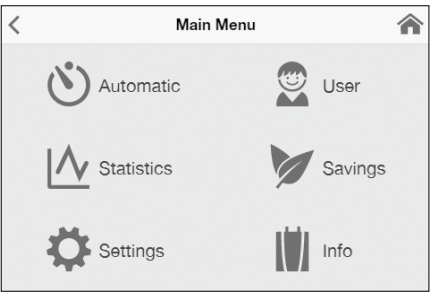 Main Menu
Automatic User
Statistics Savings
Settings Info